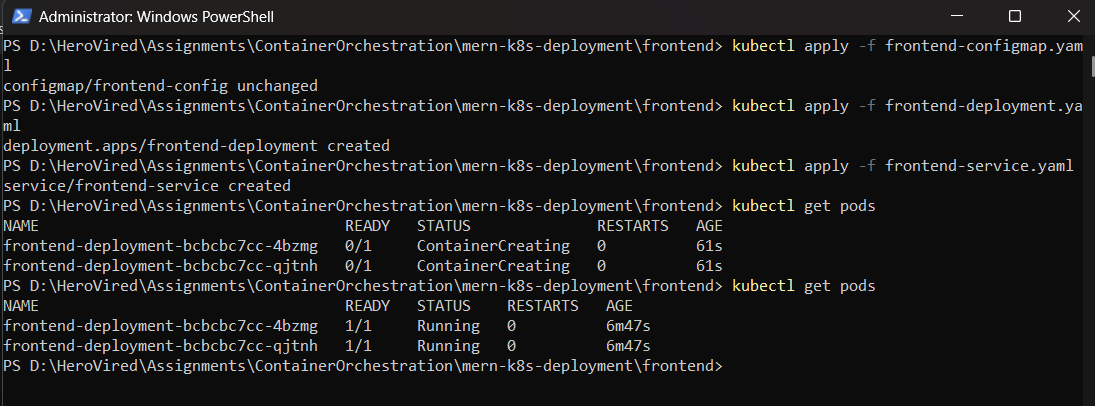 Administrator: Windows PowerShell
PS D:\HeroVired\Assignments\ContainerOrchestration\mern-k8s-deployment\frontend> kubectl apply -f frontend-configmap.yam
l
configmap/frontend-config unchanged
PS D:\HeroVired\Assignments\ContainerOrchestration\mern-k8s-deployment\frontend> kubectl apply -f frontend-deployment.ya
ml
deployment.apps/frontend-deployment created
PS D:\HeroVired\Assignments\ContainerOrchestration\mern-k8s-deployment\frontend> kubectl apply -f frontend-service.yaml
service/frontend-service created
PS D:\HeroVired\Assignments\ContainerOrchestration\mern-k8s-deployment\frontend> kubectl get pods
NAME                                  READY   STATUS              RESTARTS   AGE
frontend-deployment-bcbcbc7cc-4bzmg   0/1     ContainerCreating   0          61s
frontend-deployment-bcbcbc7cc-qjtnh   0/1     ContainerCreating   0          61s
PS D:\HeroVired\Assignments\ContainerOrchestration\mern-k8s-deployment\frontend> kubectl get pods
NAME                                  READY   STATUS    RESTARTS   AGE
frontend-deployment-bcbcbc7cc-4bzmg   1/1     Running   0          6m47s
frontend-deployment-bcbcbc7cc-qjtnh   1/1     Running   0          6m47s
PS D:\HeroVired\Assignments\ContainerOrchestration\mern-k8s-deployment\frontend>